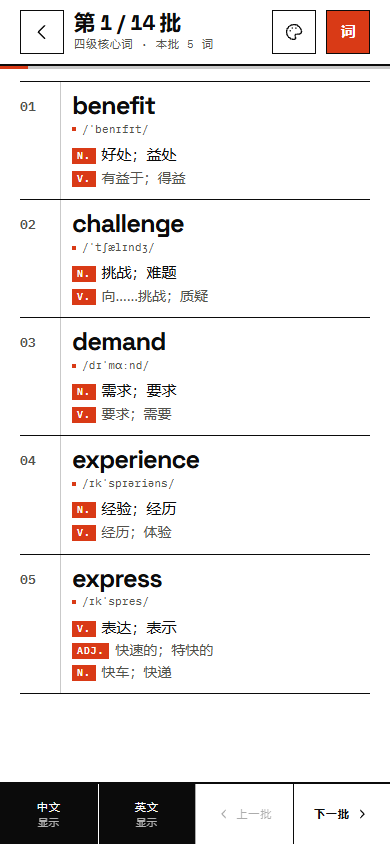 第 1 / 14 批
四级核心词 · 本批 5 词
词
01
benefit
/ˈbenɪfɪt/
N. 好处；益处
V. 有益于；得益
02
challenge
/ˈtʃælɪndʒ/
N. 挑战；难题
V. 向……挑战；质疑
03
demand
/dɪˈmɑːnd/
N. 需求；要求
V. 要求；需要
04
experience
/ɪkˈspɪəriəns/
N. 经验；经历
V. 经历；体验
05
express
/ɪkˈspres/
V. 表达；表示
ADJ. 快速的；特快的
N. 快车；快递
中文
显示
英文
显示
上一批
下一批